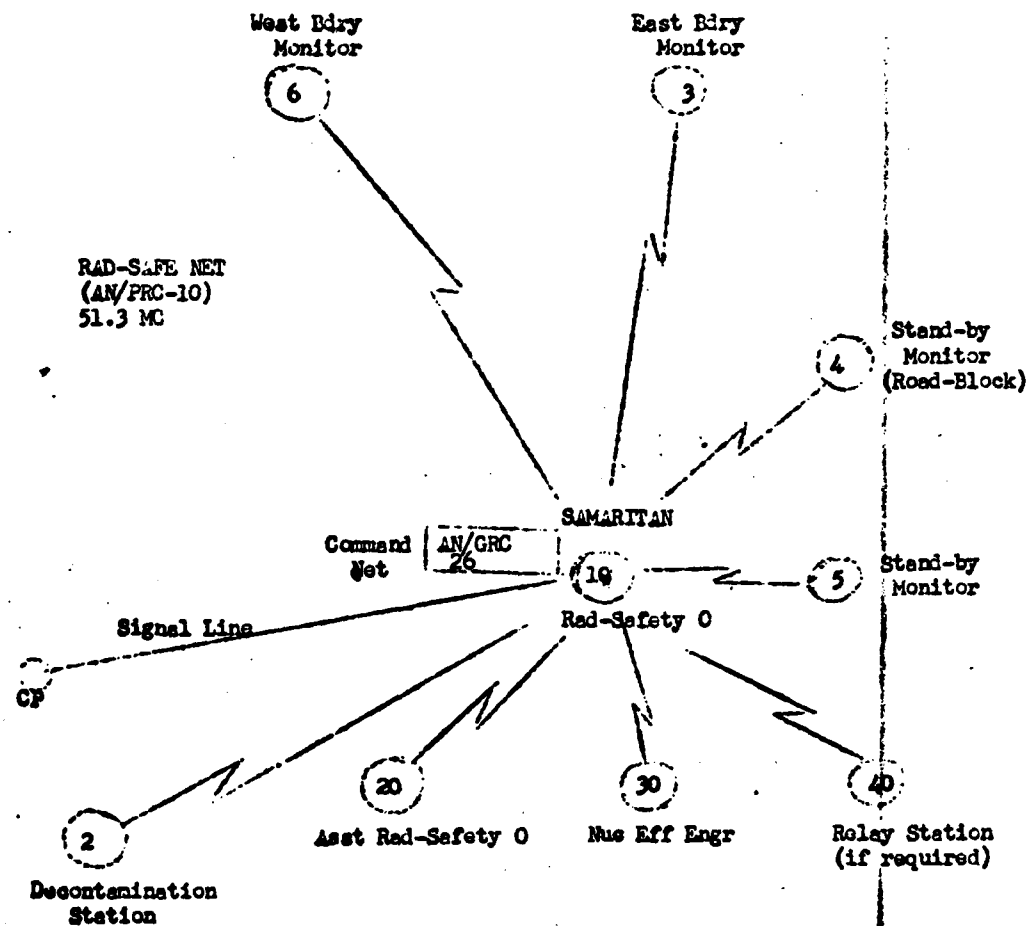 West Bdry
Monitor
6
East Bdry
Monitor
3
RAD-SAFE NET
(AN/PRC-10)
51.3 MC
4
Stand-by
Monitor
(Road-Block)
SAMARITAN
Command
Net
AN/GRC
26
10
Rad-Safety O
5
Stand-by
Monitor
Signal Line
CP
20
Asst Rad-Safety O
30
Nuc Eff Engr
40
Relay Station
(if required)
2
Decontamination
Station